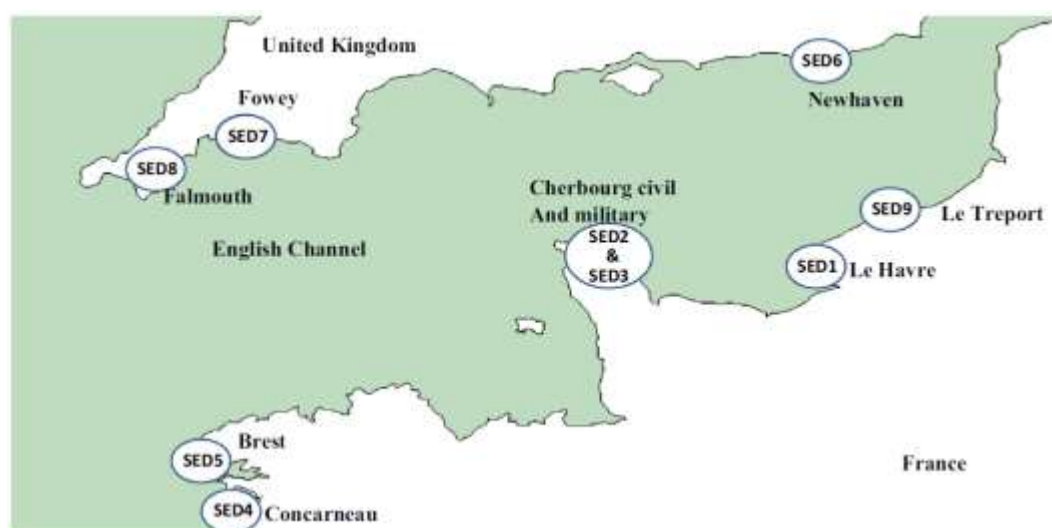 United Kingdom
SED6
Fowey
Newhaven
SED7
SED8
Falmouth
Cherbourg civil
And military
SED9
Le Treport
SED2
&
SED3
English Channel
SED1
Le Havre
Brest
SED5
France
SED4
Concarneau